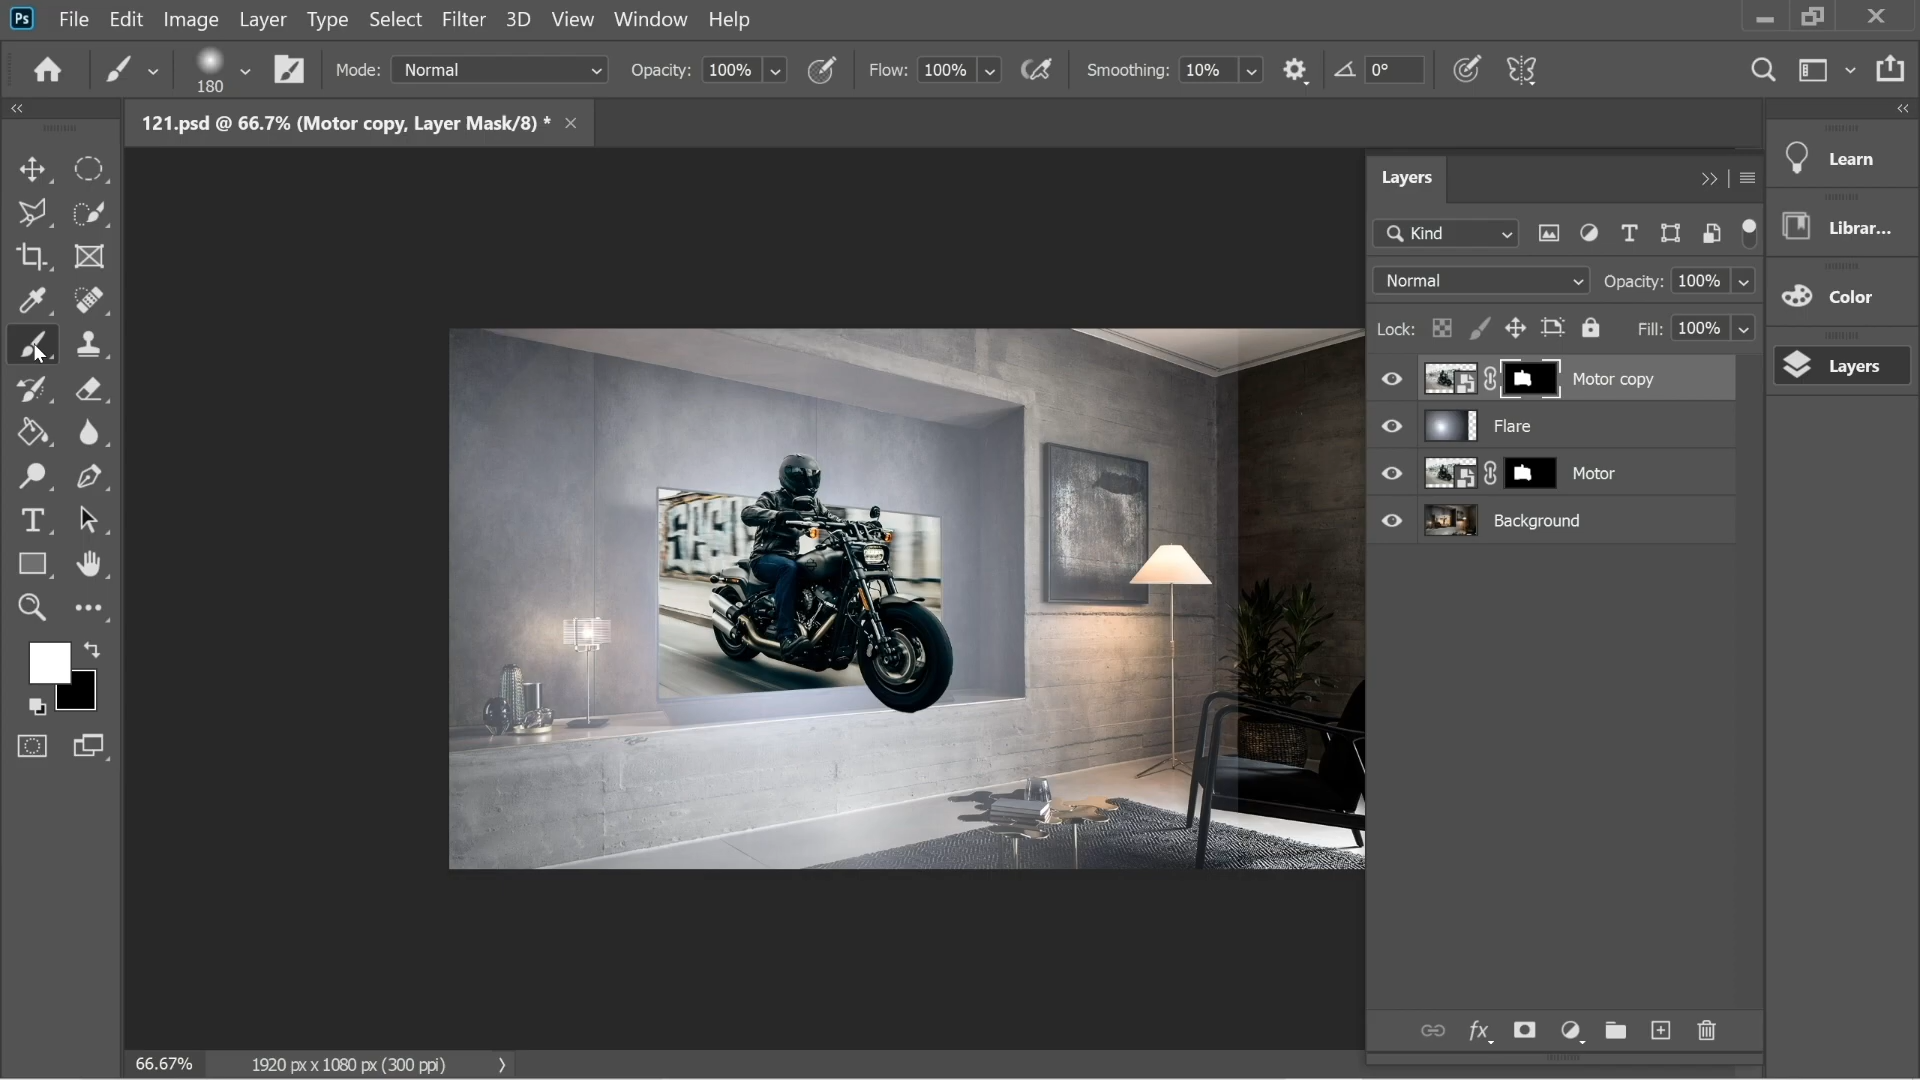 Ps File Edit Image Layer Type Select Filter 3D View Window Help
180 Mode: Normal Opacity: 100% Flow: 100% Smoothing: 10% 0°
121.psd @ 66.7% (Motor copy, Layer Mask/8) *
Layers
Learn
Kind
Librar...
Normal Opacity: 100%
Color
Lock: Fill: 100%
Layers
Motor copy
Flare
Motor
Background
fx
66.67% 1920 px x 1080 px (300 ppi)